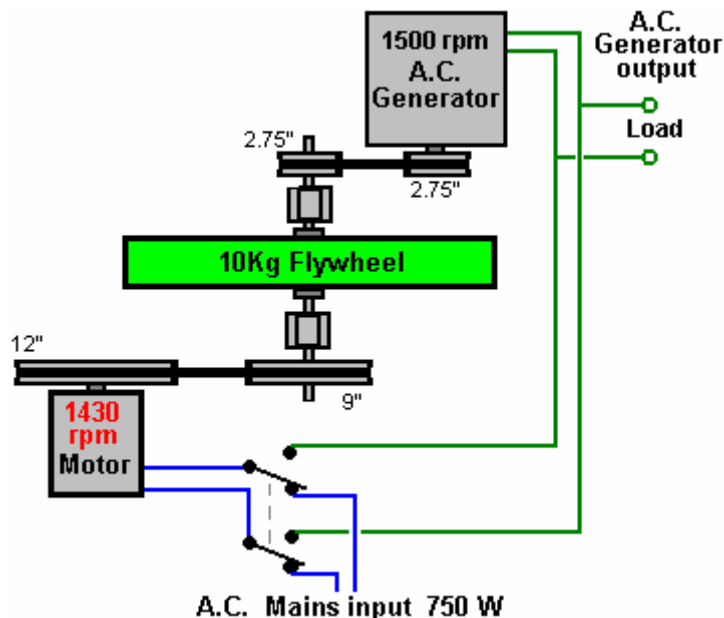 1500 rpm
A.C.
Generator
A.C.
Generator
output
Load
2.75"
2.75"
10Kg Flywheel
12"
9"
1430
rpm
Motor
A.C. Mains input 750 W